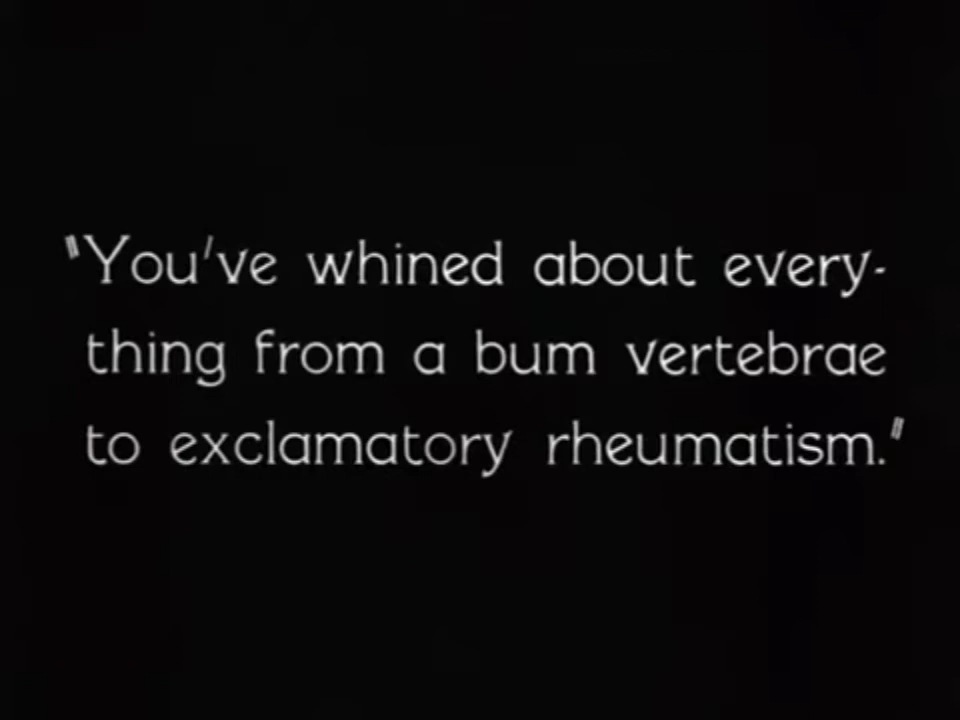 "You've whined about every-
thing from a bum vertebrae
to exclamatory rheumatism."